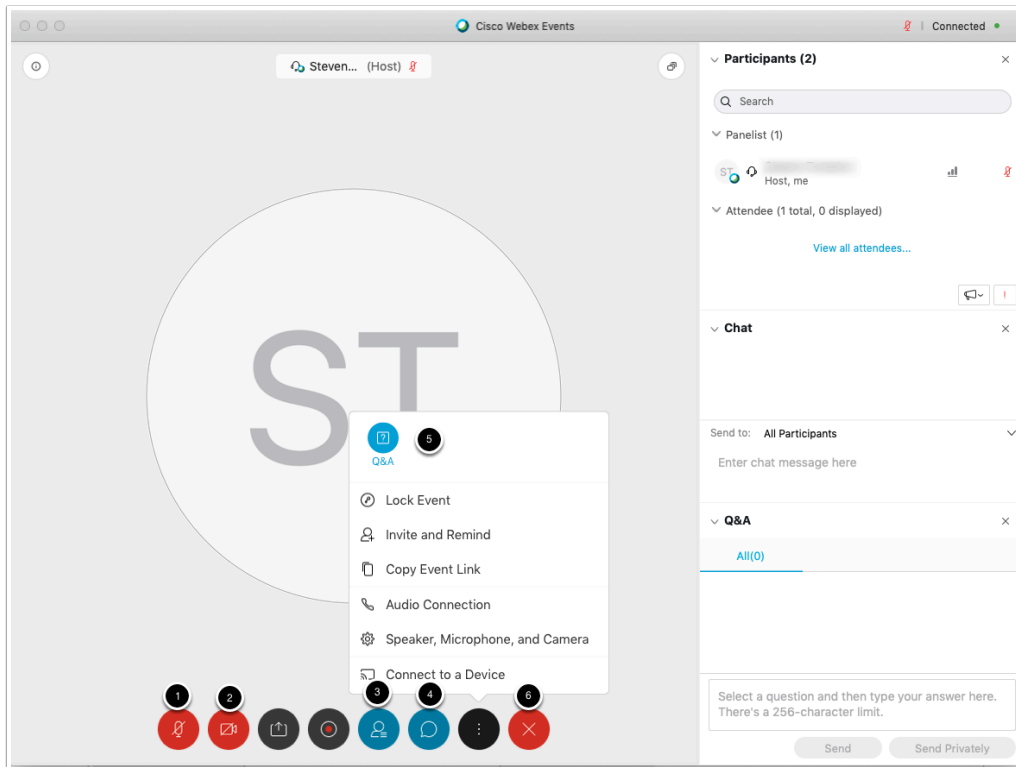 Cisco Webex Events
Connected
Steven... (Host)
Participants (2)
Search
Panelist (1)
ST
Host, me
Attendee (1 total, 0 displayed)
View all attendees...
!
Chat
Send to: All Participants
Enter chat message here
Q&A
All(0)
Select a question and then type your answer here.
There's a 256-character limit.
Send Send Privately
ST
? 5
Q&A
Lock Event
Invite and Remind
Copy Event Link
Audio Connection
Speaker, Microphone, and Camera
Connect to a Device
1 2 3 4 6